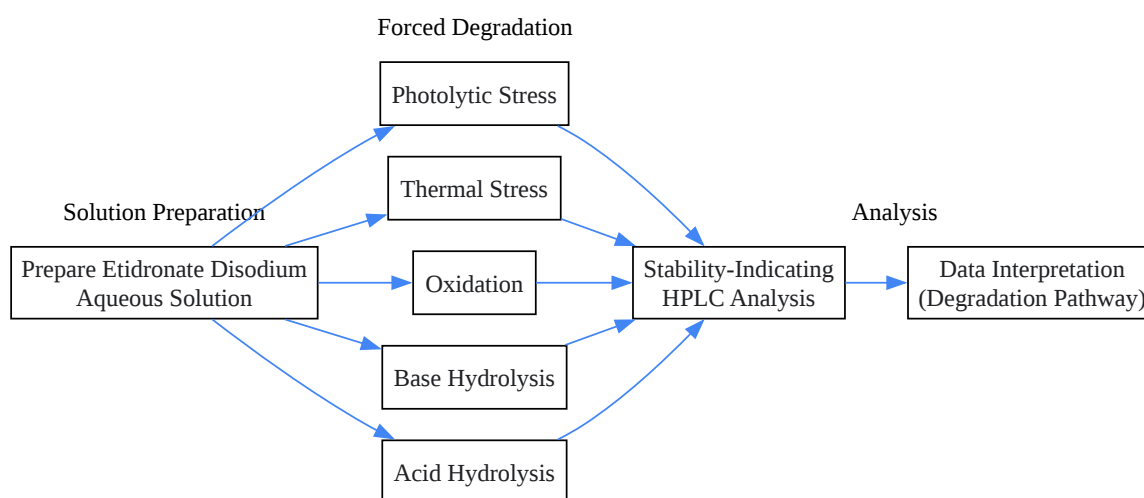 Forced Degradation
Photolytic Stress
Thermal Stress
Solution Preparation
Analysis
Prepare Etidronate Disodium
Aqueous Solution
Oxidation
Stability-Indicating
HPLC Analysis
Data Interpretation
(Degradation Pathway)
Base Hydrolysis
Acid Hydrolysis